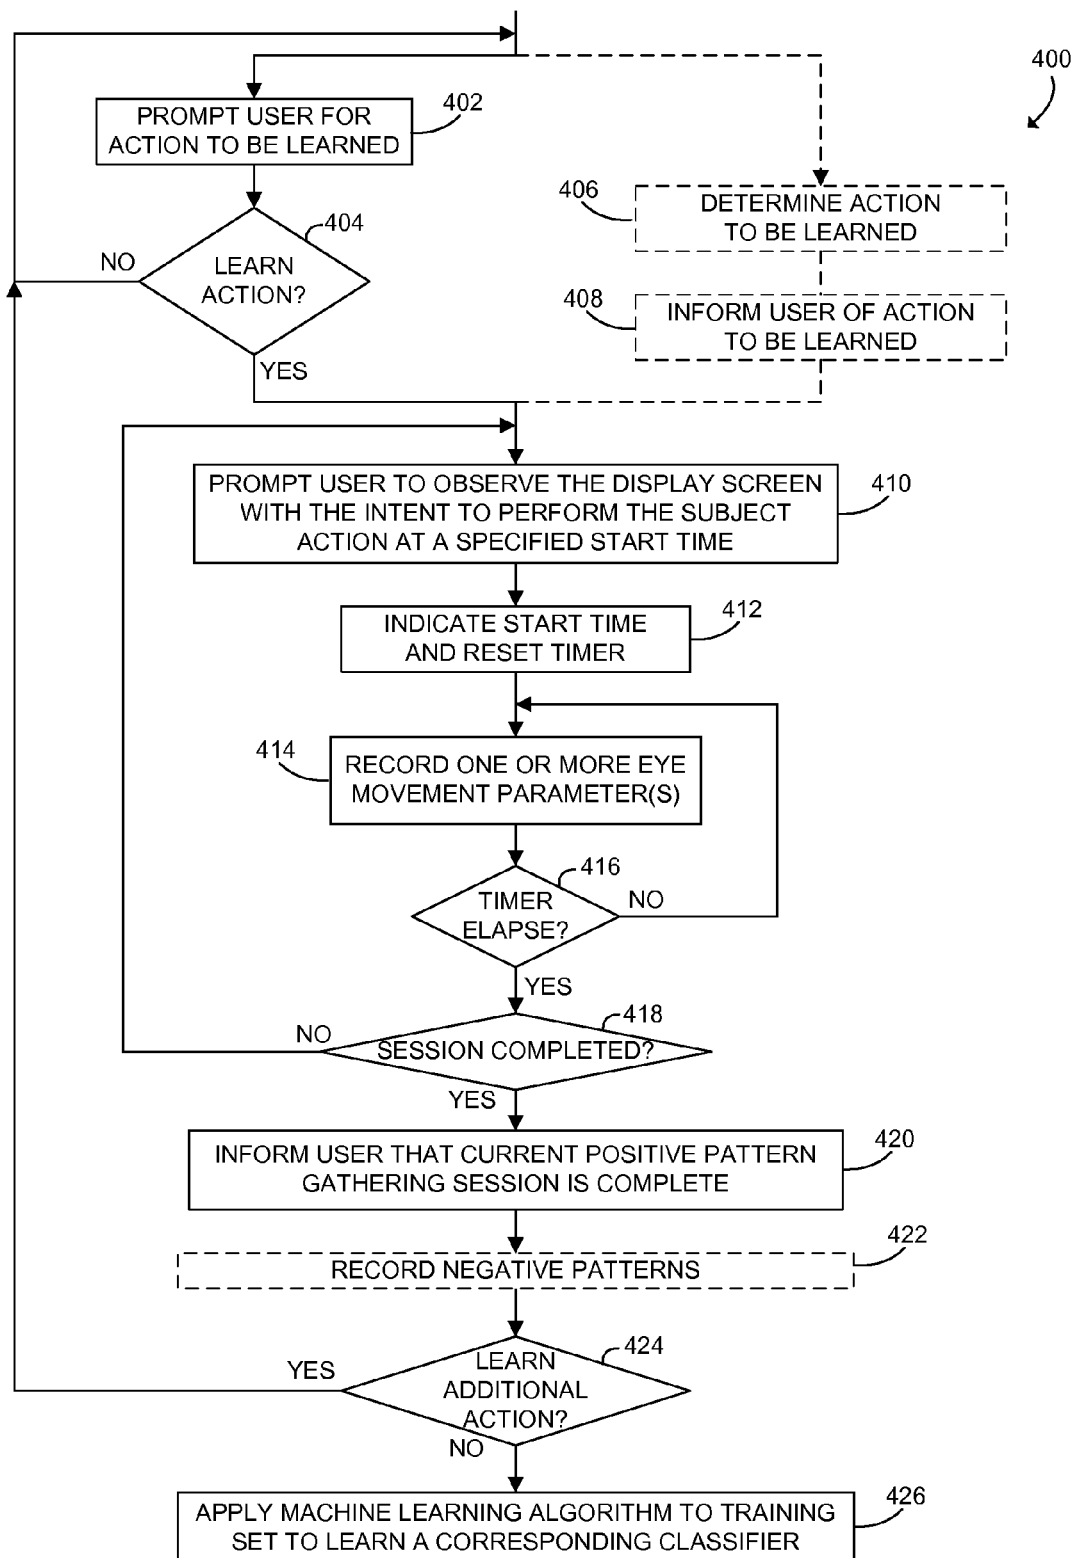 400
PROMPT USER FOR
ACTION TO BE LEARNED
402
404
NO
LEARN
ACTION?
YES
406
DETERMINE ACTION
TO BE LEARNED
408
INFORM USER OF ACTION
TO BE LEARNED
PROMPT USER TO OBSERVE THE DISPLAY SCREEN
WITH THE INTENT TO PERFORM THE SUBJECT
ACTION AT A SPECIFIED START TIME
410
INDICATE START TIME
AND RESET TIMER
412
414
RECORD ONE OR MORE EYE
MOVEMENT PARAMETER(S)
416
TIMER
ELAPSE?
NO
YES
418
NO
SESSION COMPLETED?
YES
INFORM USER THAT CURRENT POSITIVE PATTERN
GATHERING SESSION IS COMPLETE
420
RECORD NEGATIVE PATTERNS
422
424
YES
LEARN
ADDITIONAL
ACTION?
NO
APPLY MACHINE LEARNING ALGORITHM TO TRAINING
SET TO LEARN A CORRESPONDING CLASSIFIER
426